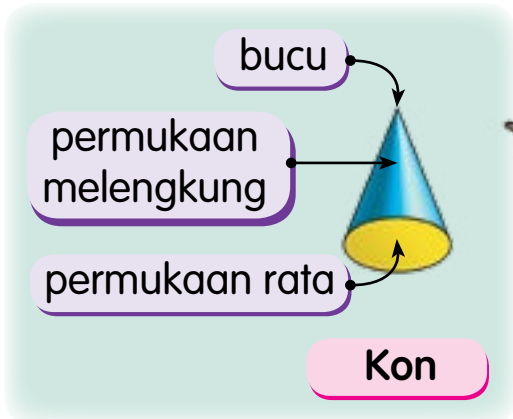 bucu
permukaan
melengkung
permukaan rata
Kon